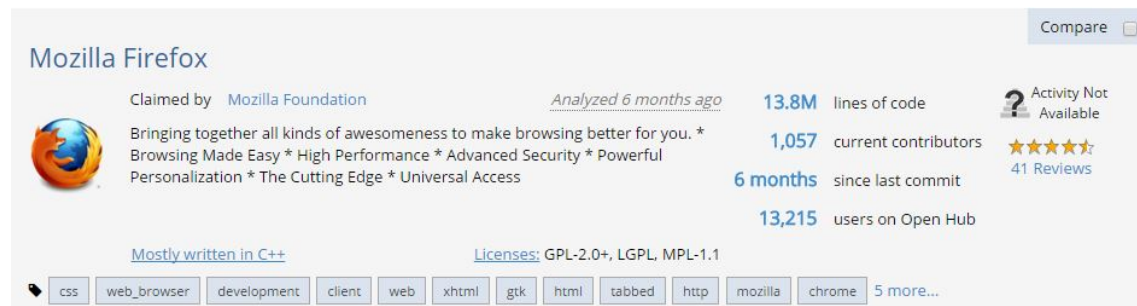 Compare
Mozilla Firefox
Claimed by Mozilla Foundation
Analyzed 6 months ago
Bringing together all kinds of awesomeness to make browsing better for you. *
Browsing Made Easy * High Performance * Advanced Security * Powerful
Personalization * The Cutting Edge * Universal Access
13.8M lines of code
1,057 current contributors
6 months since last commit
13,215 users on Open Hub
? Activity Not
Available
41 Reviews
Mostly written in C++
Licenses: GPL-2.0+, LGPL, MPL-1.1
css web_browser development client web xhtml gtk html tabbed http mozilla chrome 5 more...